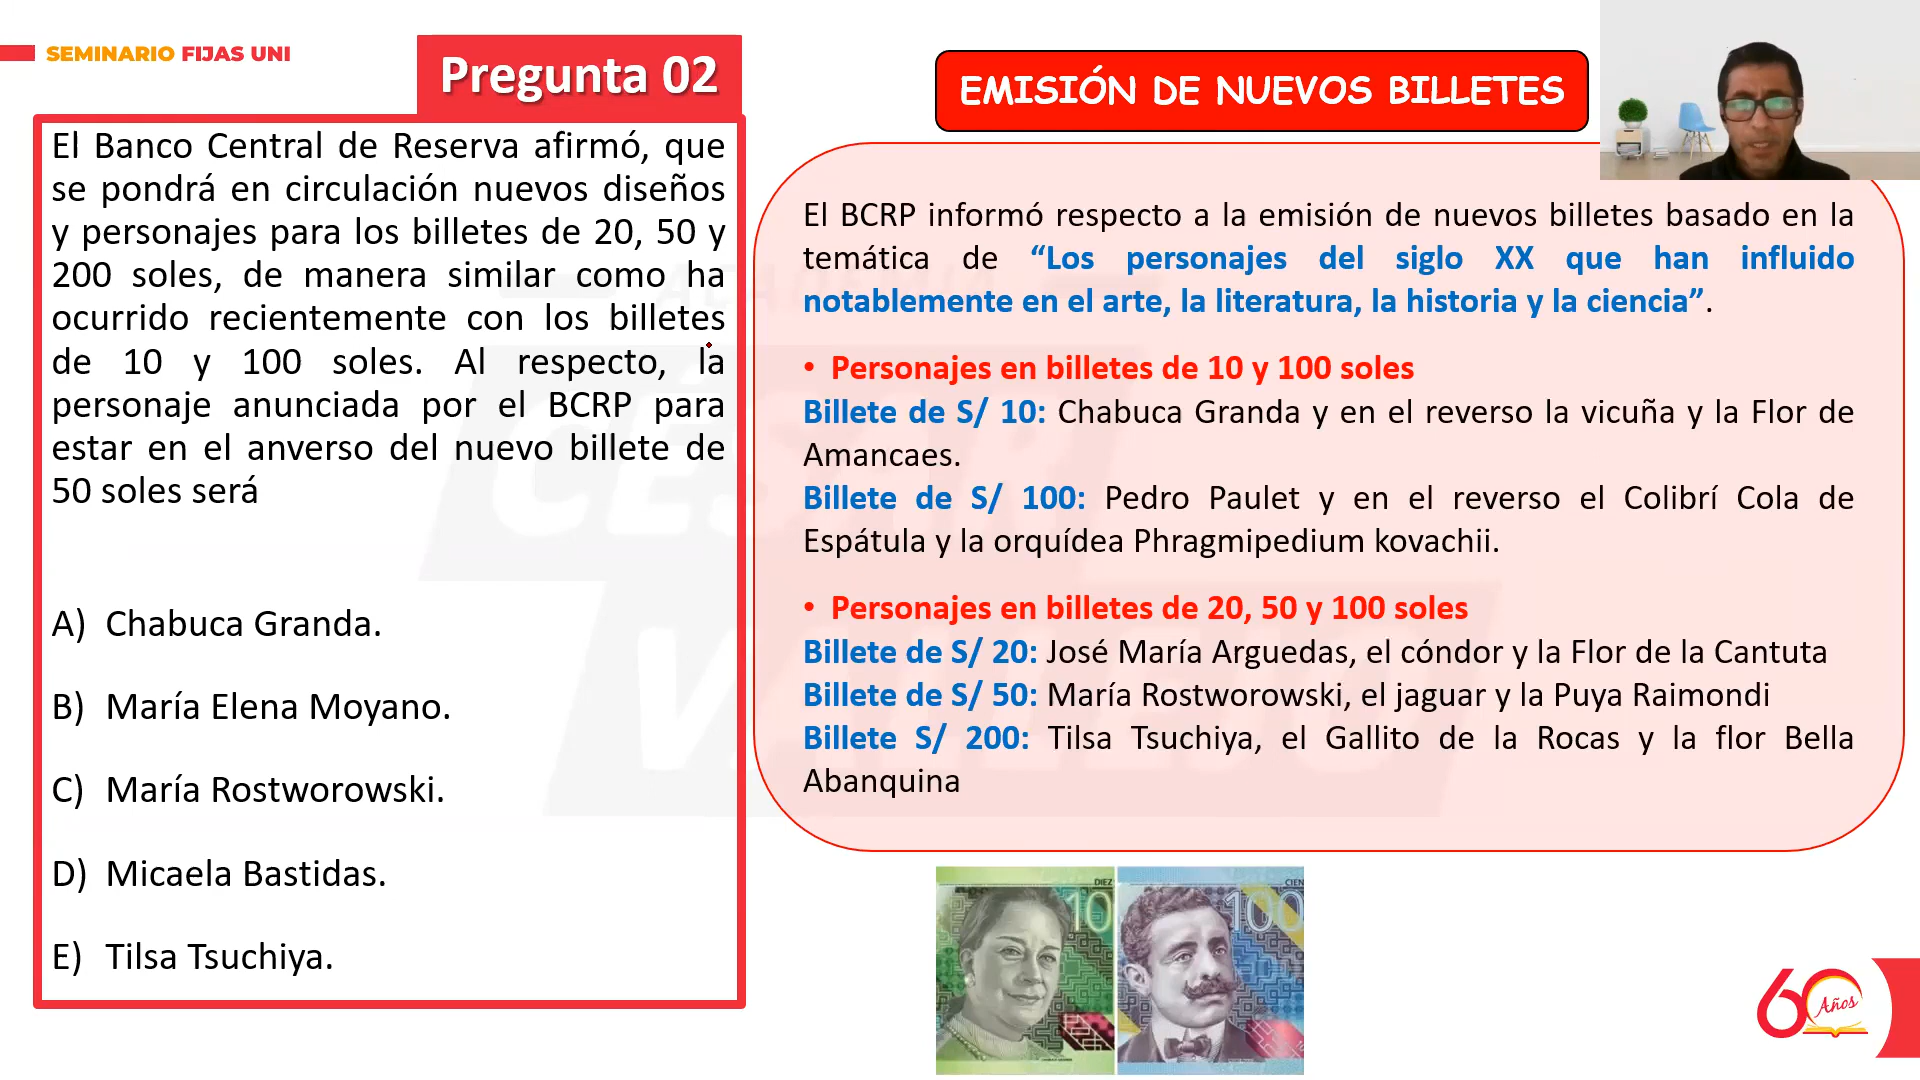 SEMINARIO FIJAS UNI
Pregunta 02
El Banco Central de Reserva afirmó, que
se pondrá en circulación nuevos diseños
y personajes para los billetes de 20, 50 y
200 soles, de manera similar como ha
ocurrido recientemente con los billetes
de 10 y 100 soles. Al respecto, la
personaje anunciada por el BCRP para
estar en el anverso del nuevo billete de
50 soles será
A) Chabuca Granda.
B) María Elena Moyano.
C) María Rostworowski.
D) Micaela Bastidas.
E) Tilsa Tsuchiya.
EMISIÓN DE NUEVOS BILLETES
El BCRP informó respecto a la emisión de nuevos billetes basado en la
temática de “Los personajes del siglo XX que han influido
notablemente en el arte, la literatura, la historia y la ciencia”.
• Personajes en billetes de 10 y 100 soles
Billete de S/ 10: Chabuca Granda y en el reverso la vicuña y la Flor de
Amancaes.
Billete de S/ 100: Pedro Paulet y en el reverso el Colibrí Cola de
Espátula y la orquídea Phragmipedium kovachii.
• Personajes en billetes de 20, 50 y 100 soles
Billete de S/ 20: José María Arguedas, el cóndor y la Flor de la Cantuta
Billete de S/ 50: María Rostworowski, el jaguar y la Puya Raimondi
Billete S/ 200: Tilsa Tsuchiya, el Gallito de la Rocas y la flor Bella
Abanquina
DIEZ
10
CIEN
100
60 Años